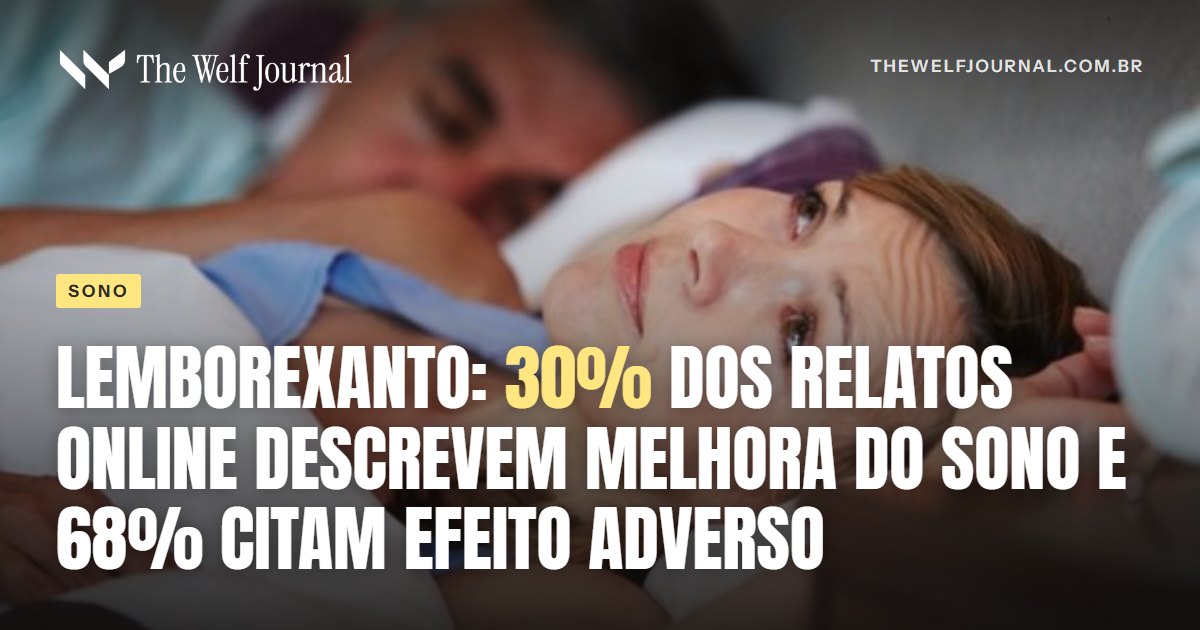 The Welf Journal
THEWELFJOURNAL.COM.BR
SONO
LEMBOREXANTO: 30% DOS RELATOS
ONLINE DESCREVEM MELHORA DO SONO E
68% CITAM EFEITO ADVERSO